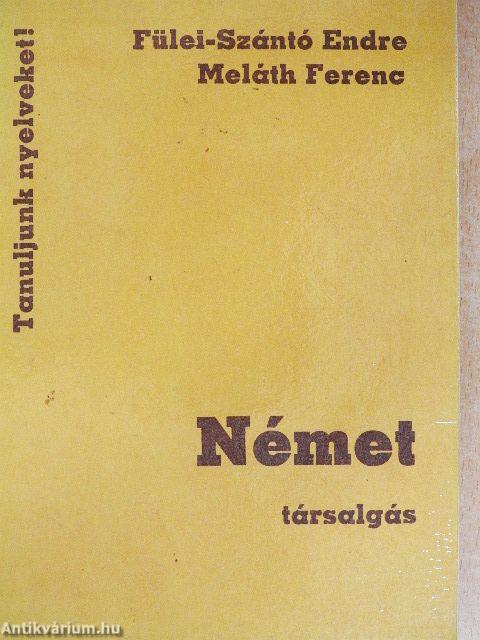 Tanuljunk nyelveket!
Fülei-Szántó Endre
Meláth Ferenc
Német
társalgás
Antikvárium.hu